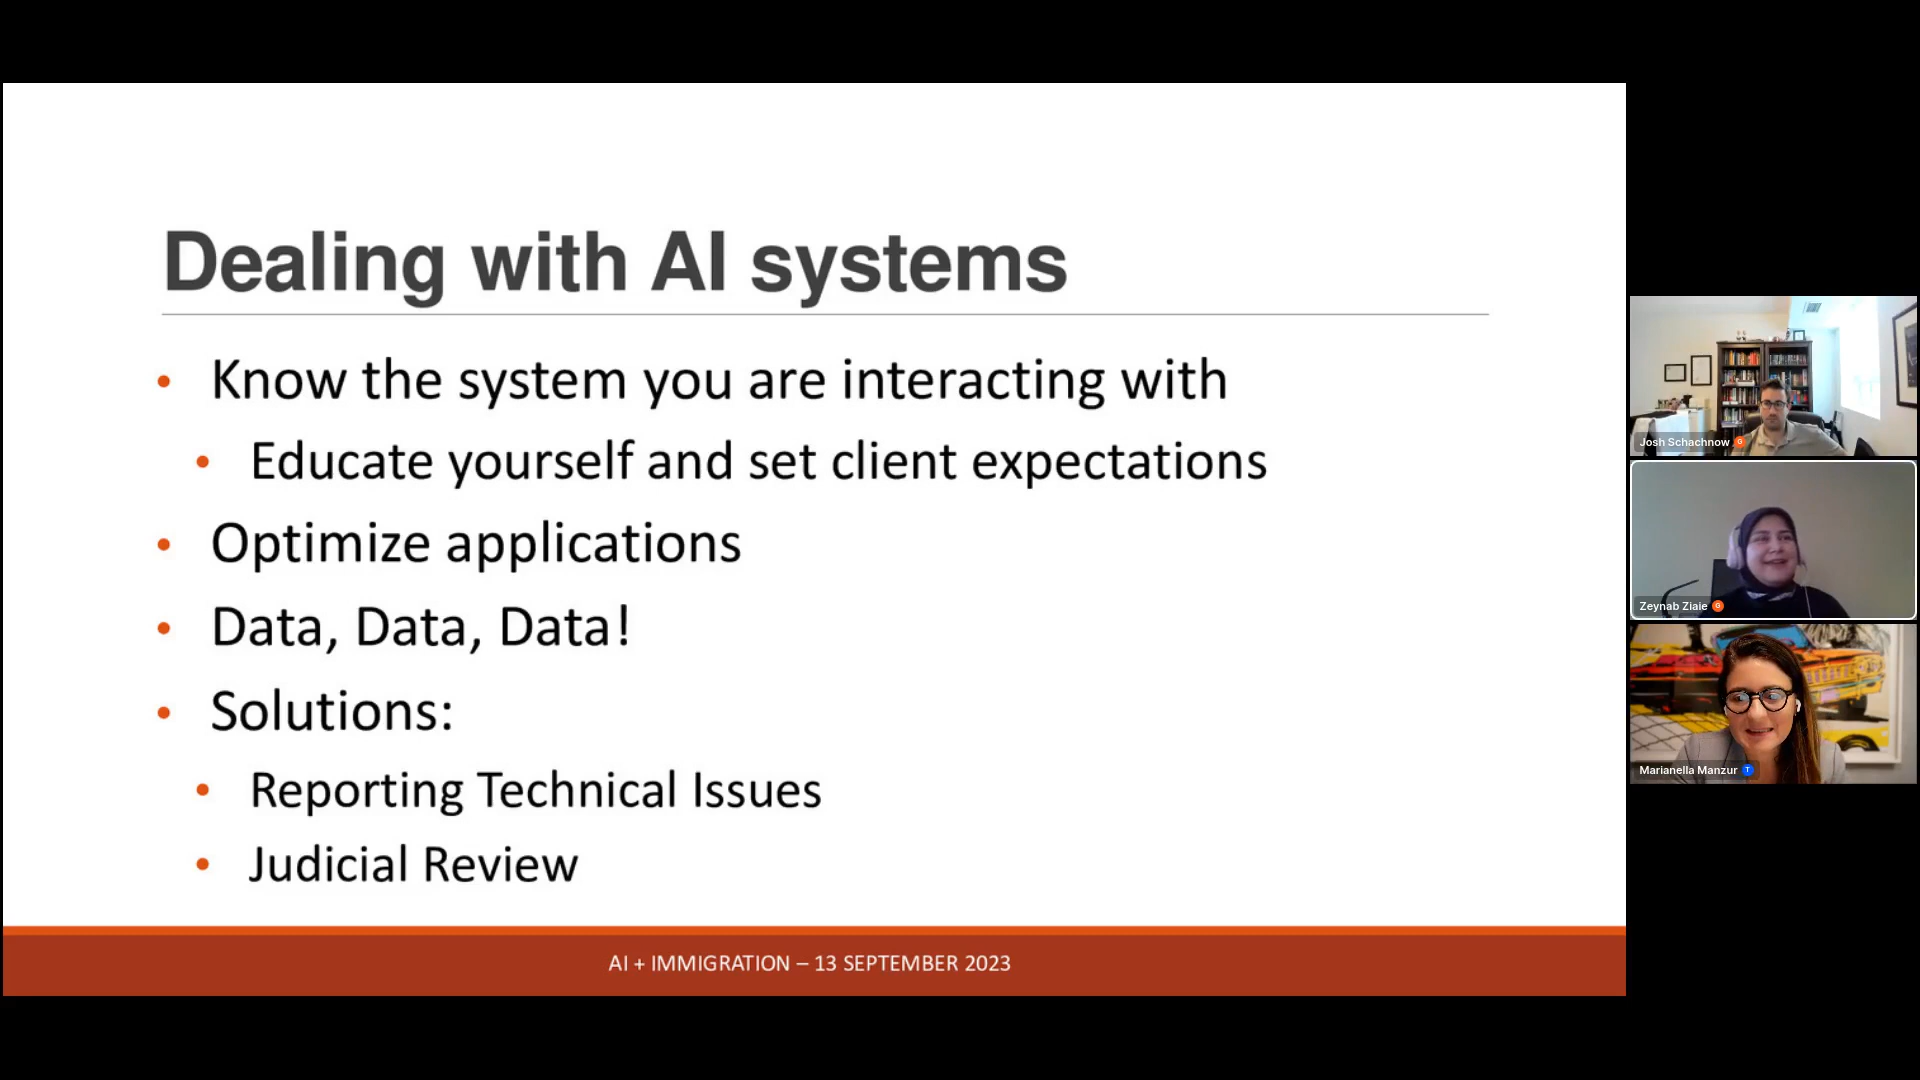 Dealing with AI systems
• Know the system you are interacting with
• Educate yourself and set client expectations
• Optimize applications
• Data, Data, Data!
• Solutions:
• Reporting Technical Issues
• Judicial Review
AI + IMMIGRATION – 13 SEPTEMBER 2023
Josh Schachnow G
Zeynab Ziaie G
Marianella Manzur T